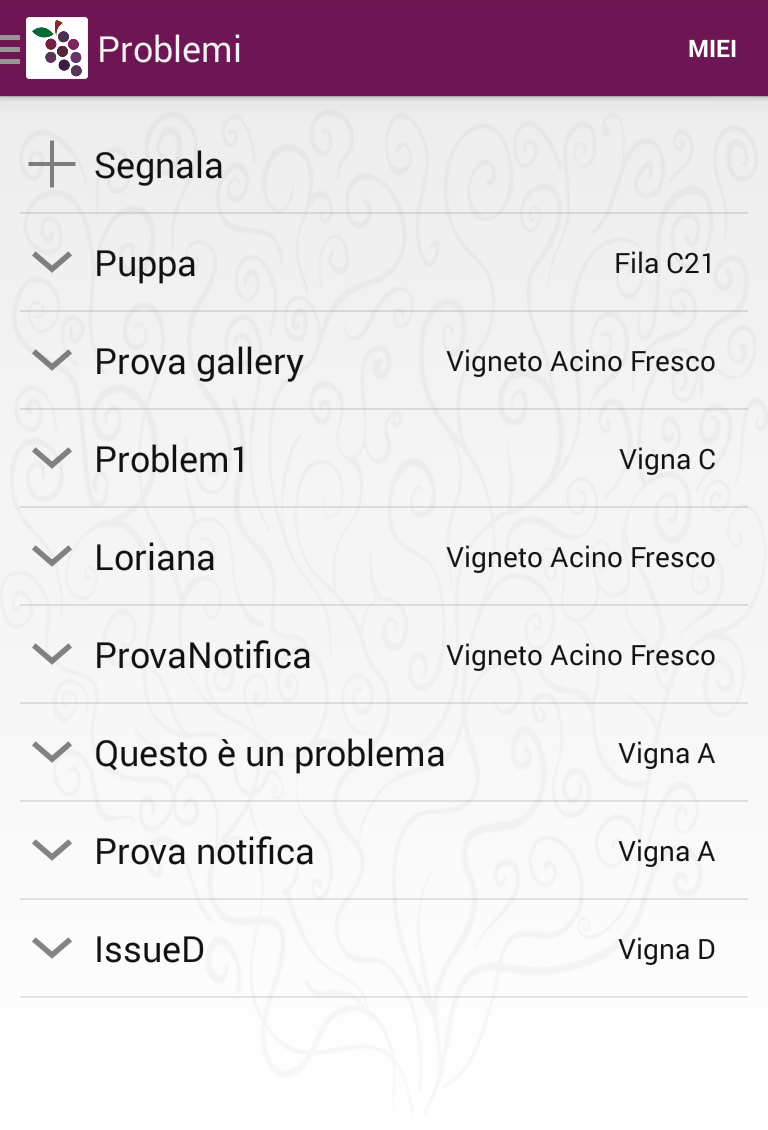 Problemi MIEI
Segnala
Puppa Fila C21
Prova gallery Vigneto Acino Fresco
Problem1 Vigna C
Loriana Vigneto Acino Fresco
ProvaNotifica Vigneto Acino Fresco
Questo è un problema Vigna A
Prova notifica Vigna A
IssueD Vigna D